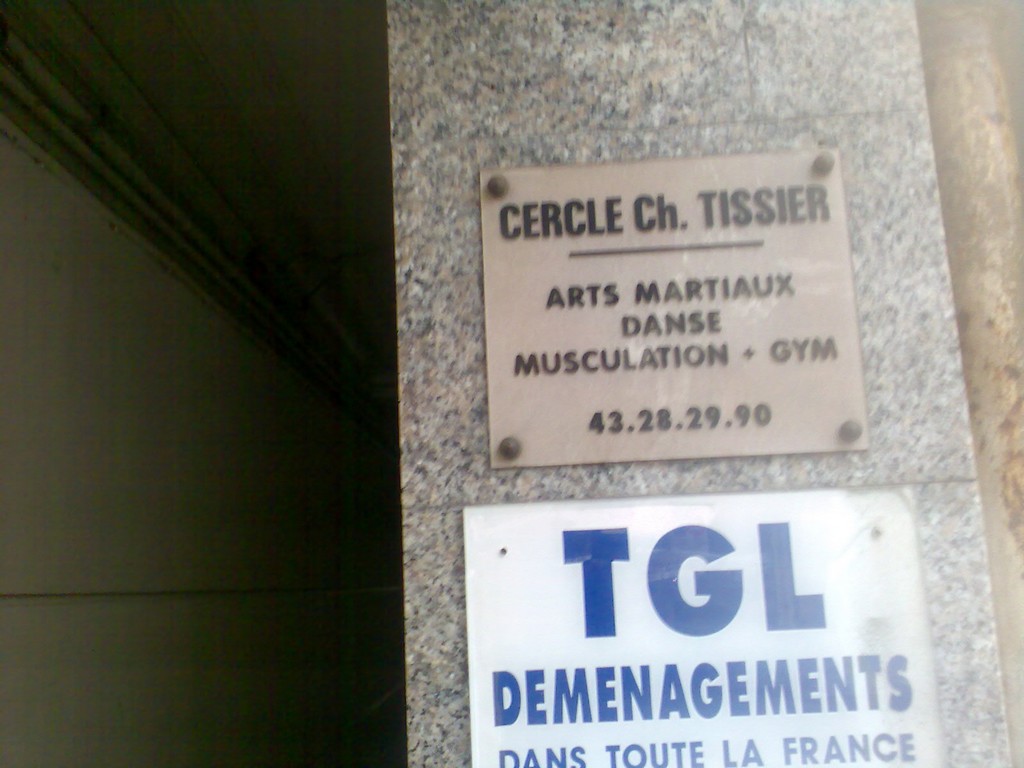 CERCLE Ch. TISSIER
ARTS MARTIAUX
DANSE
MUSCULATION + GYM
43.28.29.90
TGL
DEMENAGEMENTS
DANS TOUTE LA FRANCE